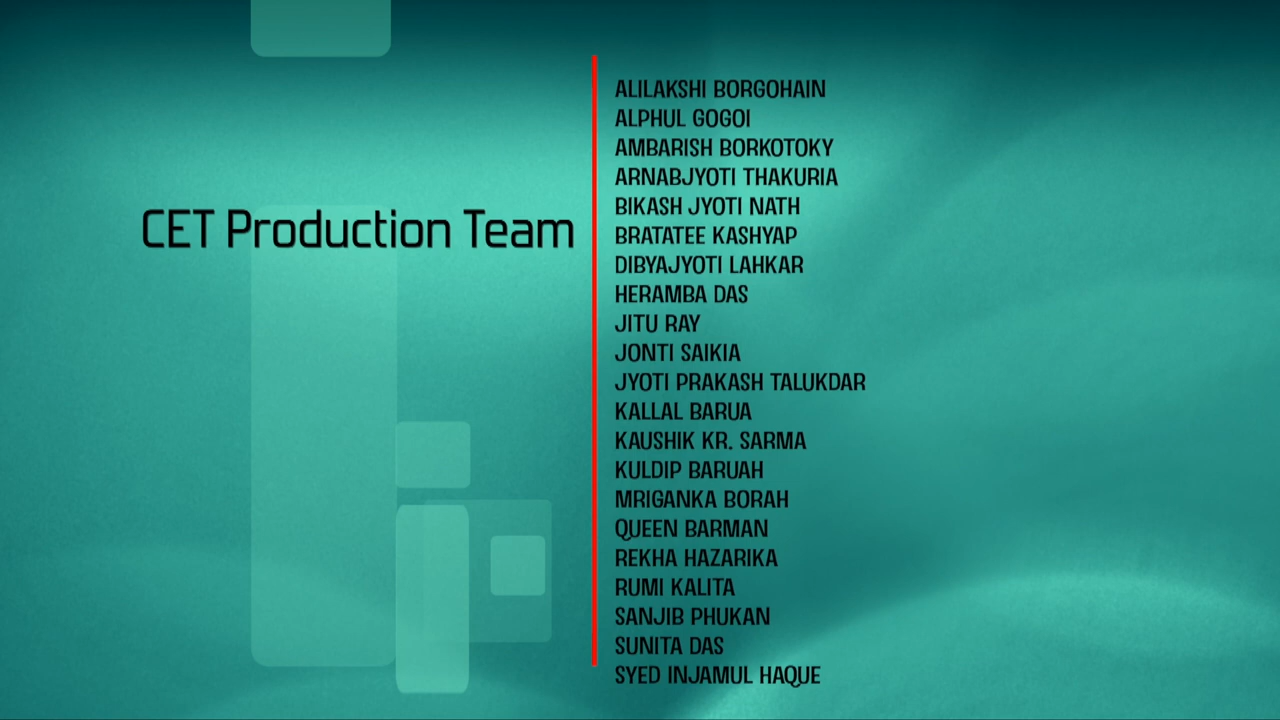 CET Production Team
ALILAKSHI BORGOHAIN
ALPHUL GOGOI
AMBARISH BORKOTOKY
ARNABJYOTI THAKURIA
BIKASH JYOTI NATH
BRATATEE KASHYAP
DIBYAJYOTI LAHKAR
HERAMBA DAS
JITU RAY
JONTI SAIKIA
JYOTI PRAKASH TALUKDAR
KALLAL BARUA
KAUSHIK KR. SARMA
KULDIP BARUAH
MRIGANKA BORAH
QUEEN BARMAN
REKHA HAZARIKA
RUMI KALITA
SANJIB PHUKAN
SUNITA DAS
SYED INJAMUL HAQUE